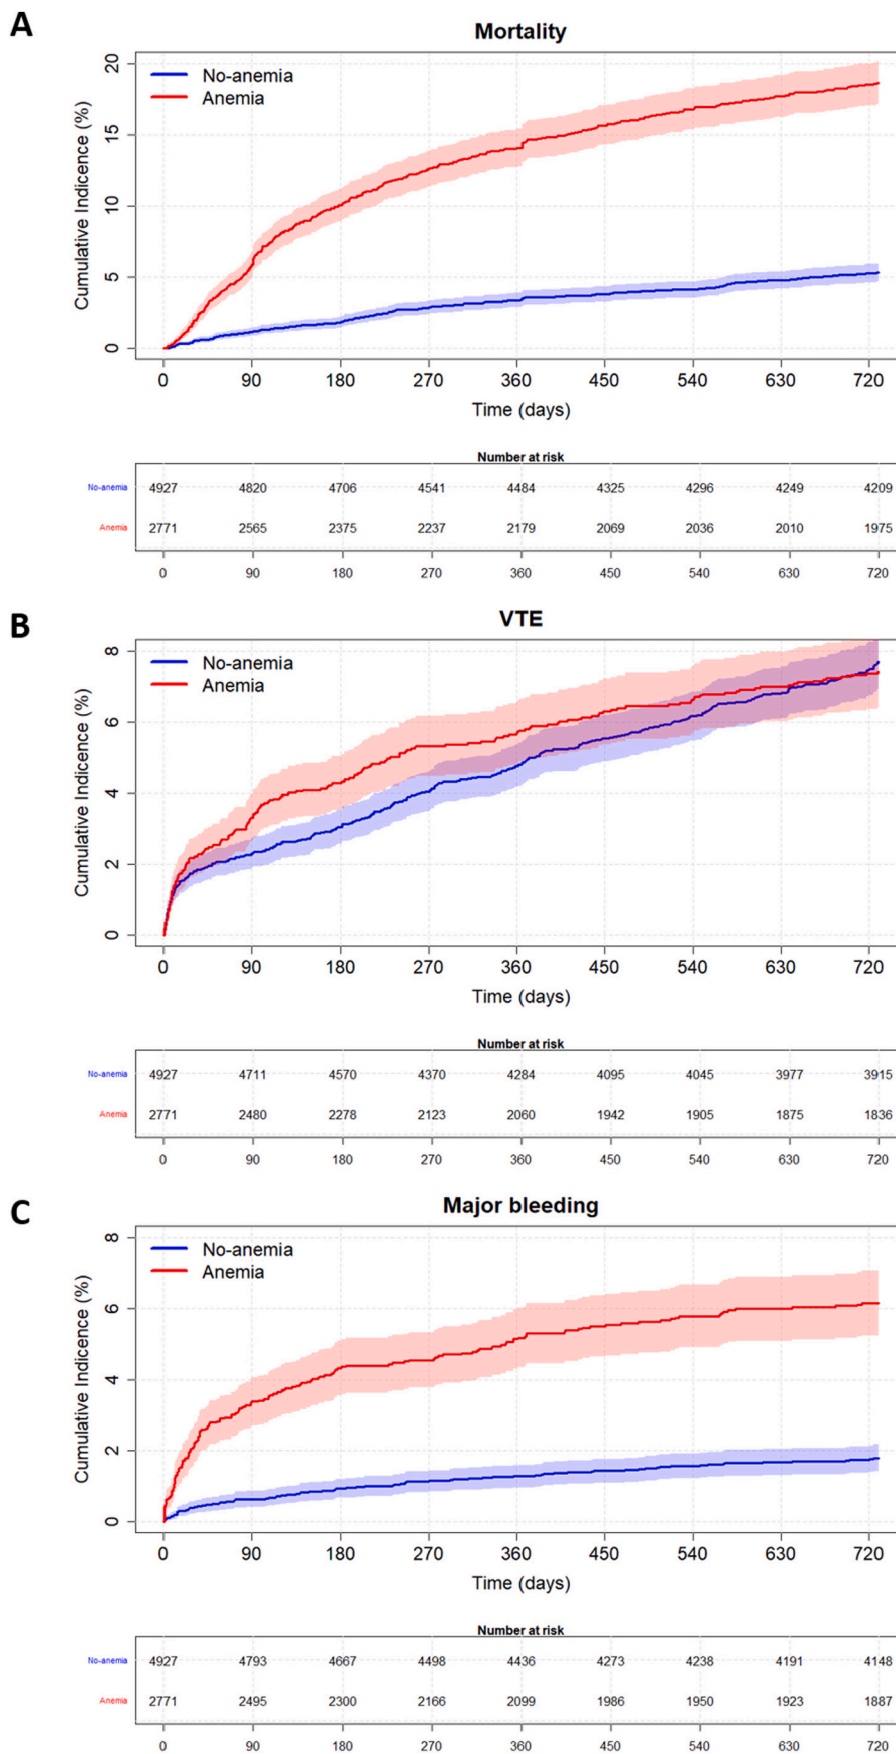 A
Mortality
20
15
10
5
0
Cumulative Indicence (%)
No-anemia
Anemia
0 90 180 270 360 450 540 630 720
Time (days)
Number at risk
No-anemia 4927 4820 4706 4541 4484 4325 4296 4249 4209
Anemia 2771 2565 2375 2237 2179 2069 2036 2010 1975
0 90 180 270 360 450 540 630 720
B
VTE
8
6
4
2
0
Cumulative Indicence (%)
No-anemia
Anemia
0 90 180 270 360 450 540 630 720
Time (days)
Number at risk
No-anemia 4927 4711 4570 4370 4284 4095 4045 3977 3915
Anemia 2771 2480 2278 2123 2060 1942 1905 1875 1836
0 90 180 270 360 450 540 630 720
C
Major bleeding
8
6
4
2
0
Cumulative Indicence (%)
No-anemia
Anemia
0 90 180 270 360 450 540 630 720
Time (days)
Number at risk
No-anemia 4927 4793 4667 4498 4436 4273 4238 4191 4148
Anemia 2771 2495 2300 2166 2099 1986 1950 1923 1887
0 90 180 270 360 450 540 630 720